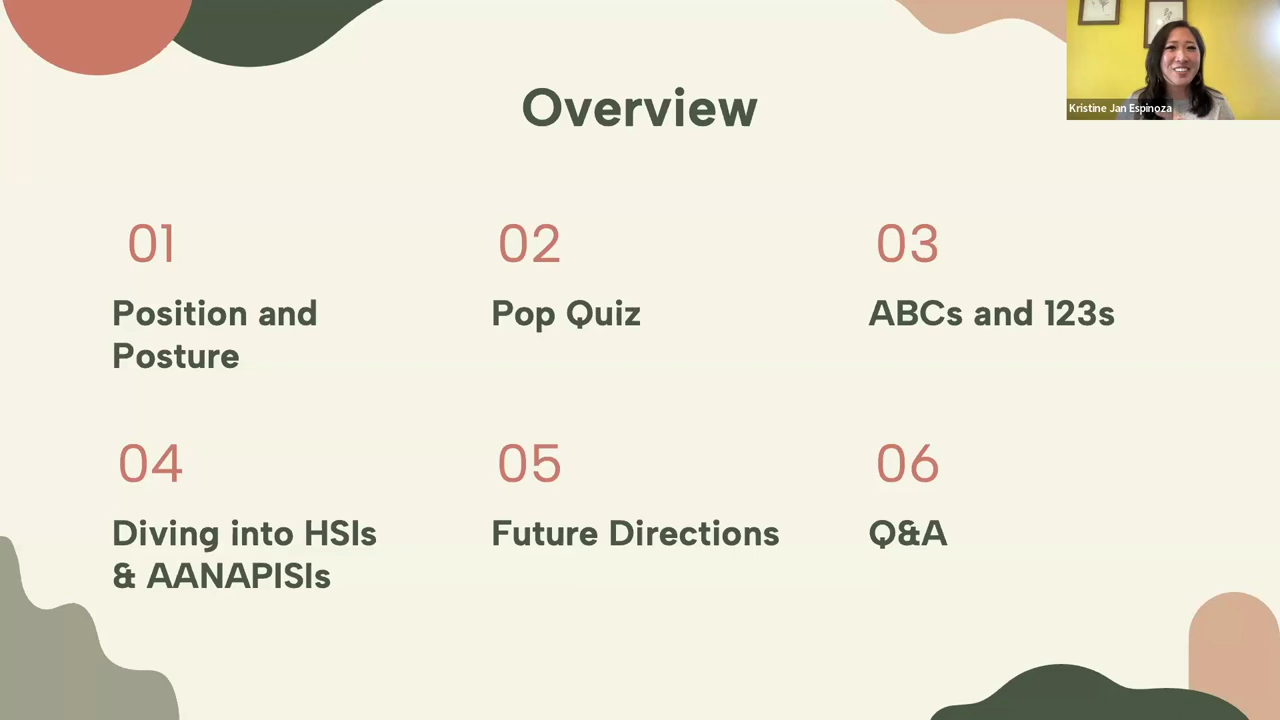 Overview
Kristine Jan Espinoza
01
Position and
Posture
02
Pop Quiz
03
ABCs and 123s
04
Diving into HSIs
& AANAPISIs
05
Future Directions
06
Q&A